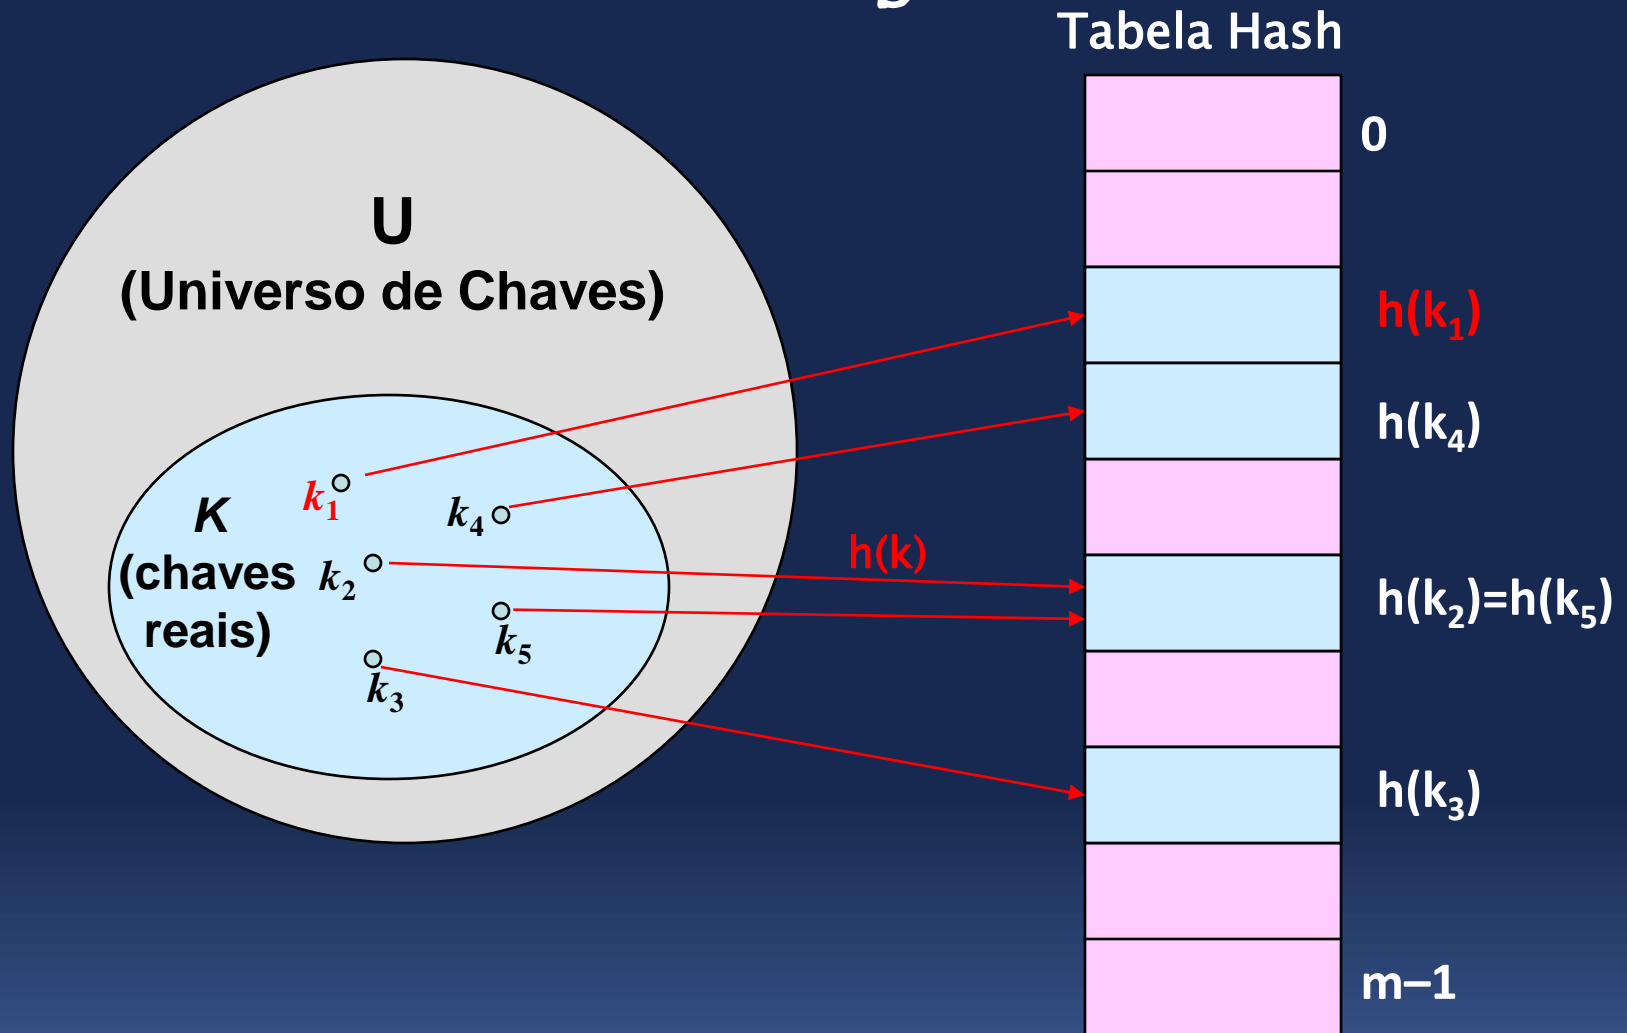 Tabela Hash
0
U
(Universo de Chaves)
h(k₁)
h(k₄)
k₁
k₄
K
(chaves
reais)
k₂
h(k)
h(k₂)=h(k₅)
k₅
k₃
h(k₃)
m–1